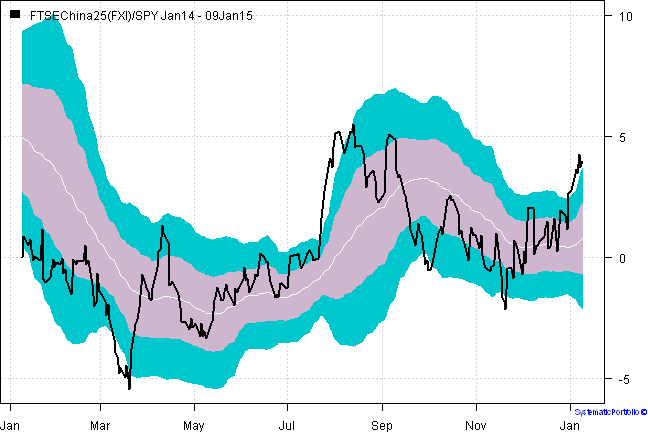 FTSEChina25(FXI)/SPY Jan14 - 09Jan15
10
5
0
-5
Jan Mar May Jul Sep Nov Jan
SystematicPortfolio ©